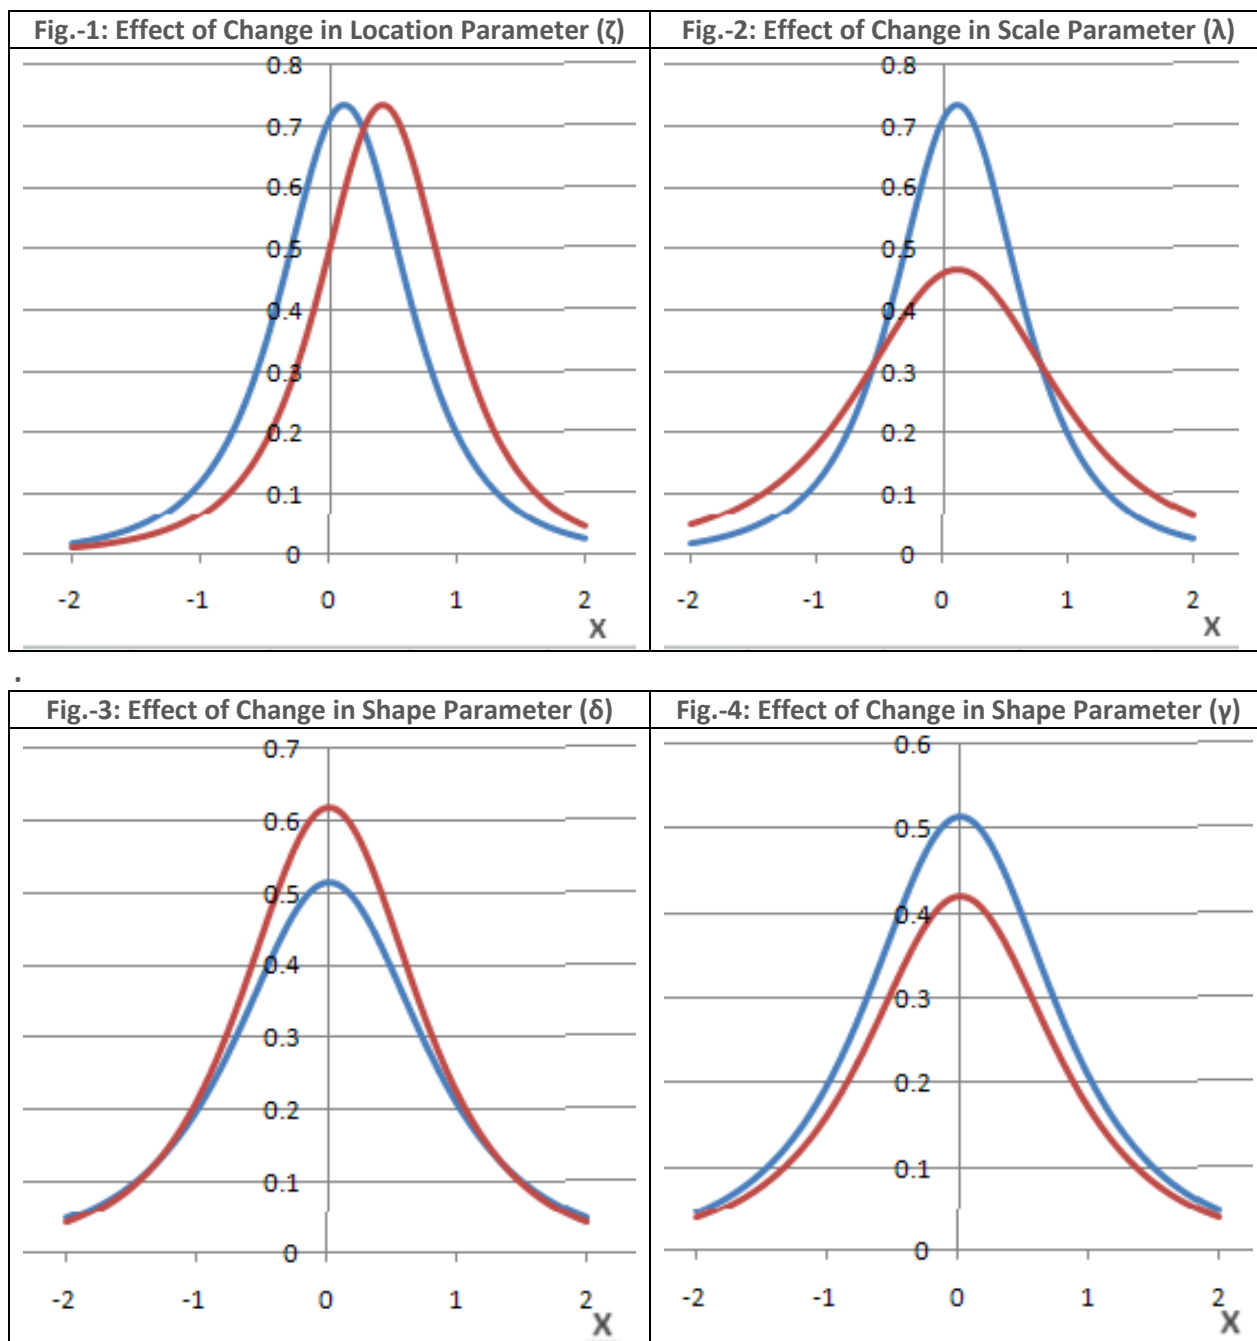 Fig.-1: Effect of Change in Location Parameter (ζ)
0.8
0.7
0.6
0.5
0.4
0.3
0.2
0.1
0
-2 -1 0 1 2
X
Fig.-2: Effect of Change in Scale Parameter (λ)
0.8
0.7
0.6
0.5
0.4
0.3
0.2
0.1
0
-2 -1 0 1 2
X
.
Fig.-3: Effect of Change in Shape Parameter (δ)
0.7
0.6
0.5
0.4
0.3
0.2
0.1
0
-2 -1 0 1 2
X
Fig.-4: Effect of Change in Shape Parameter (γ)
0.6
0.5
0.4
0.3
0.2
0.1
0
-2 -1 0 1 2
X